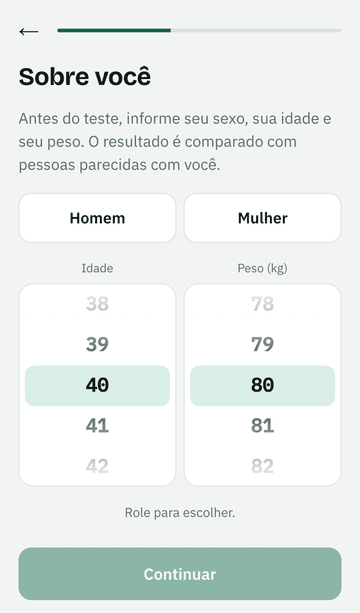 ←
Sobre você
Antes do teste, informe seu sexo, sua idade e
seu peso. O resultado é comparado com
pessoas parecidas com você.
Homem Mulher
Idade Peso (kg)
38 78
39 79
40 80
41 81
42 82
Role para escolher.
Continuar